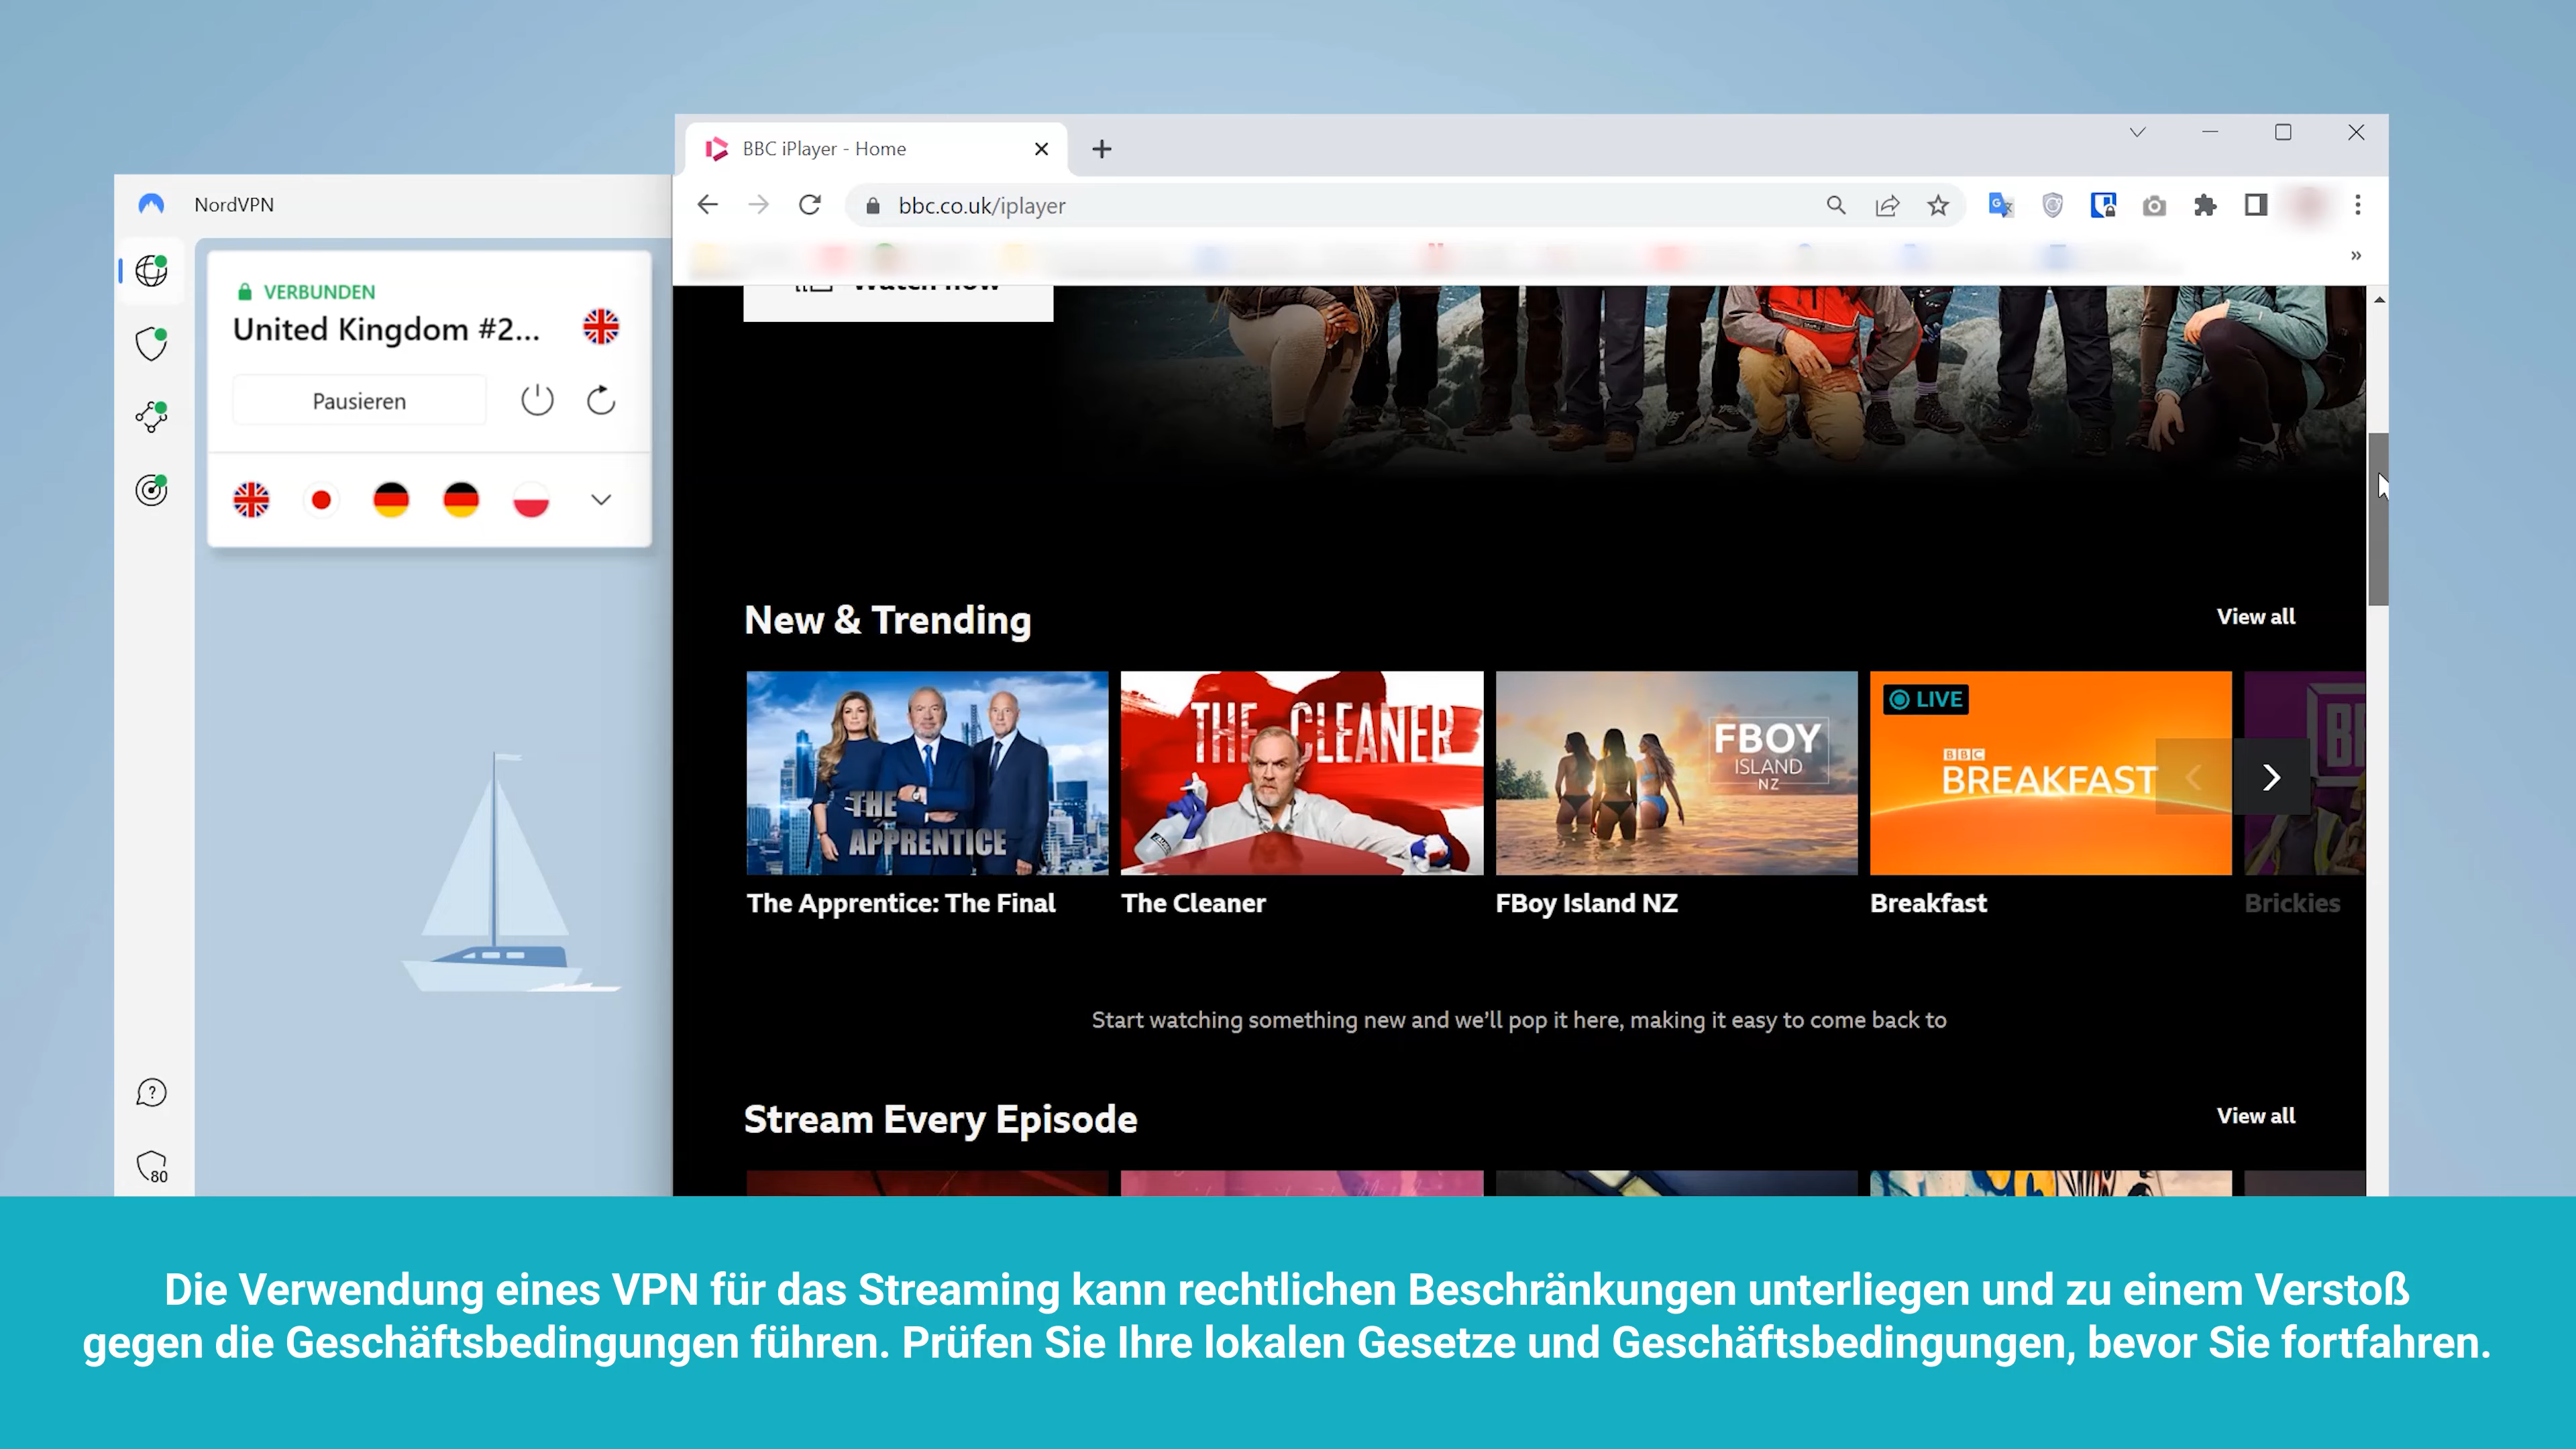 BBC iPlayer - Home
NordVPN
bbc.co.uk/iplayer
VERBUNDEN
United Kingdom #2...
Pausieren
Watch now
New & Trending
View all
THE APPRENTICE
THE CLEANER
FBOY
ISLAND
NZ
LIVE
BBC
BREAKFAST
The Apprentice: The Final
The Cleaner
FBoy Island NZ
Breakfast
Brickies
Start watching something new and we'll pop it here, making it easy to come back to
Stream Every Episode
View all
80
Die Verwendung eines VPN für das Streaming kann rechtlichen Beschränkungen unterliegen und zu einem Verstoß
gegen die Geschäftsbedingungen führen. Prüfen Sie Ihre lokalen Gesetze und Geschäftsbedingungen, bevor Sie fortfahren.